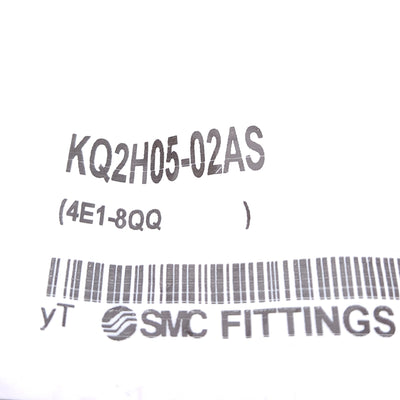 KQ2H05-02AS
(4E1-8QQ )
yT SMC FITTINGS